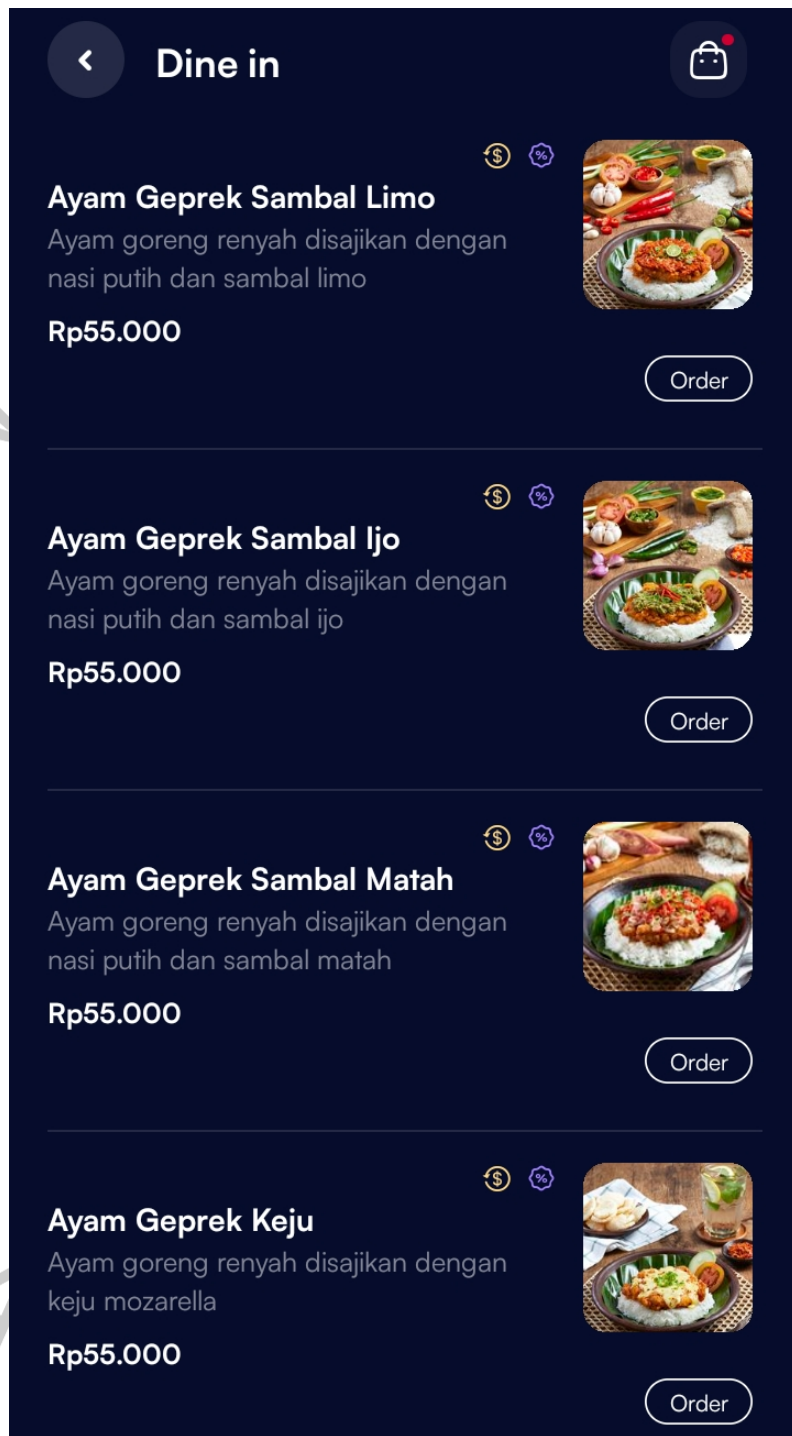 Dine in
Ayam Geprek Sambal Limo
Ayam goreng renyah disajikan dengan
nasi putih dan sambal limo
Rp55.000
Order
Ayam Geprek Sambal Ijo
Ayam goreng renyah disajikan dengan
nasi putih dan sambal ijo
Rp55.000
Order
Ayam Geprek Sambal Matah
Ayam goreng renyah disajikan dengan
nasi putih dan sambal matah
Rp55.000
Order
Ayam Geprek Keju
Ayam goreng renyah disajikan dengan
keju mozarella
Rp55.000
Order